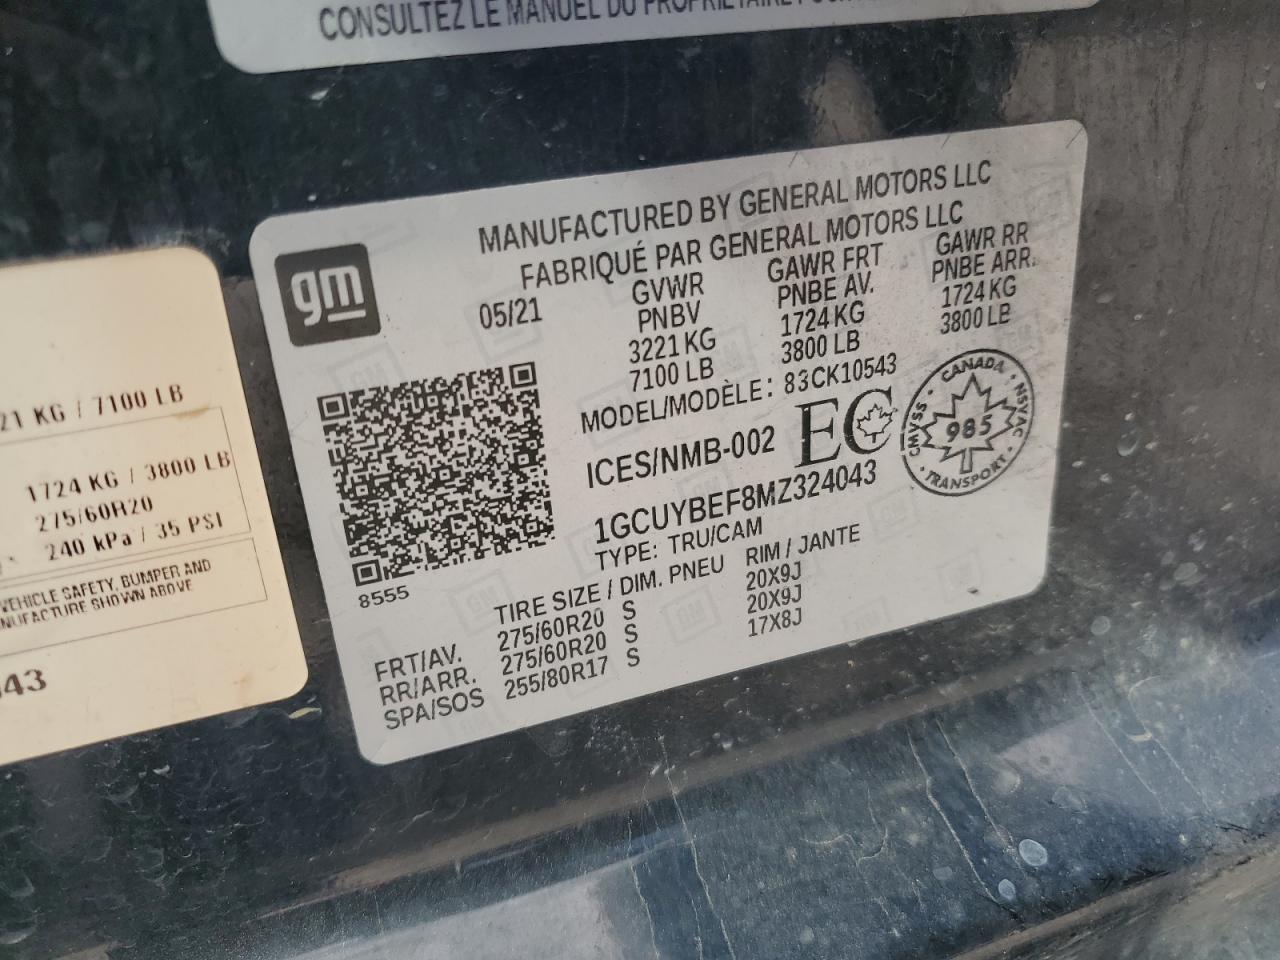 CONSULTEZ LE MANUEL DU PROPRIÉTAIRE POUR
gm
MANUFACTURED BY GENERAL MOTORS LLC
FABRIQUÉ PAR GENERAL MOTORS LLC
05/21
GVWR
PNBV
3221 KG
7100 LB
GAWR FRT
PNBE AV.
1724 KG
3800 LB
GAWR RR
PNBE ARR.
1724 KG
3800 LB
MODEL/MODÈLE: 83CK10543
ICES/NMB-002
EC
CANADA
CMVSS · NSVAC
985
TRANSPORT
1GCUYBEF8MZ324043
TYPE: TRU/CAM
8555
TIRE SIZE / DIM. PNEU RIM / JANTE
FRT/AV. 275/60R20 S 20X9J
RR/ARR. 275/60R20 S 20X9J
SPA/SOS 255/80R17 S 17X8J
21 KG / 7100 LB
1724 KG / 3800 LB
275/60R20
240 kPa / 35 PSI
VEHICLE SAFETY, BUMPER AND
NUFACTURE SHOWN ABOVE
43